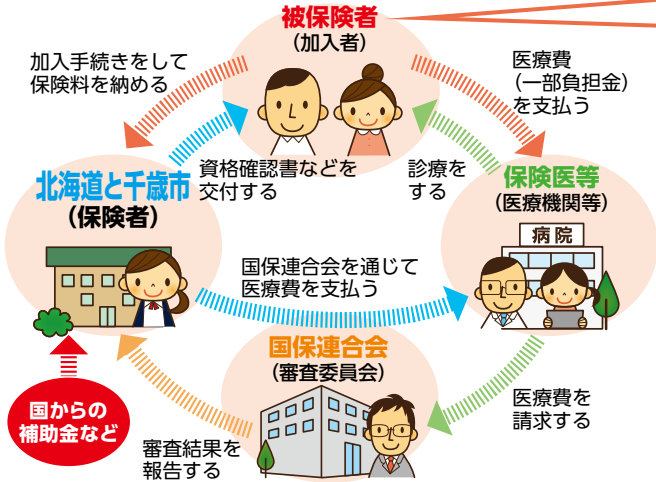 被保険者
(加入者)
加入手続きをして
保険料を納める
医療費
（一部負担金）
を支払う
資格確認書などを
交付する
診療を
する
北海道と千歳市
(保険者)
保険医等
(医療機関等)
病院
国保連合会を通じて
医療費を支払う
国保連合会
(審査委員会)
国からの
補助金など
審査結果を
報告する
医療費を
請求する